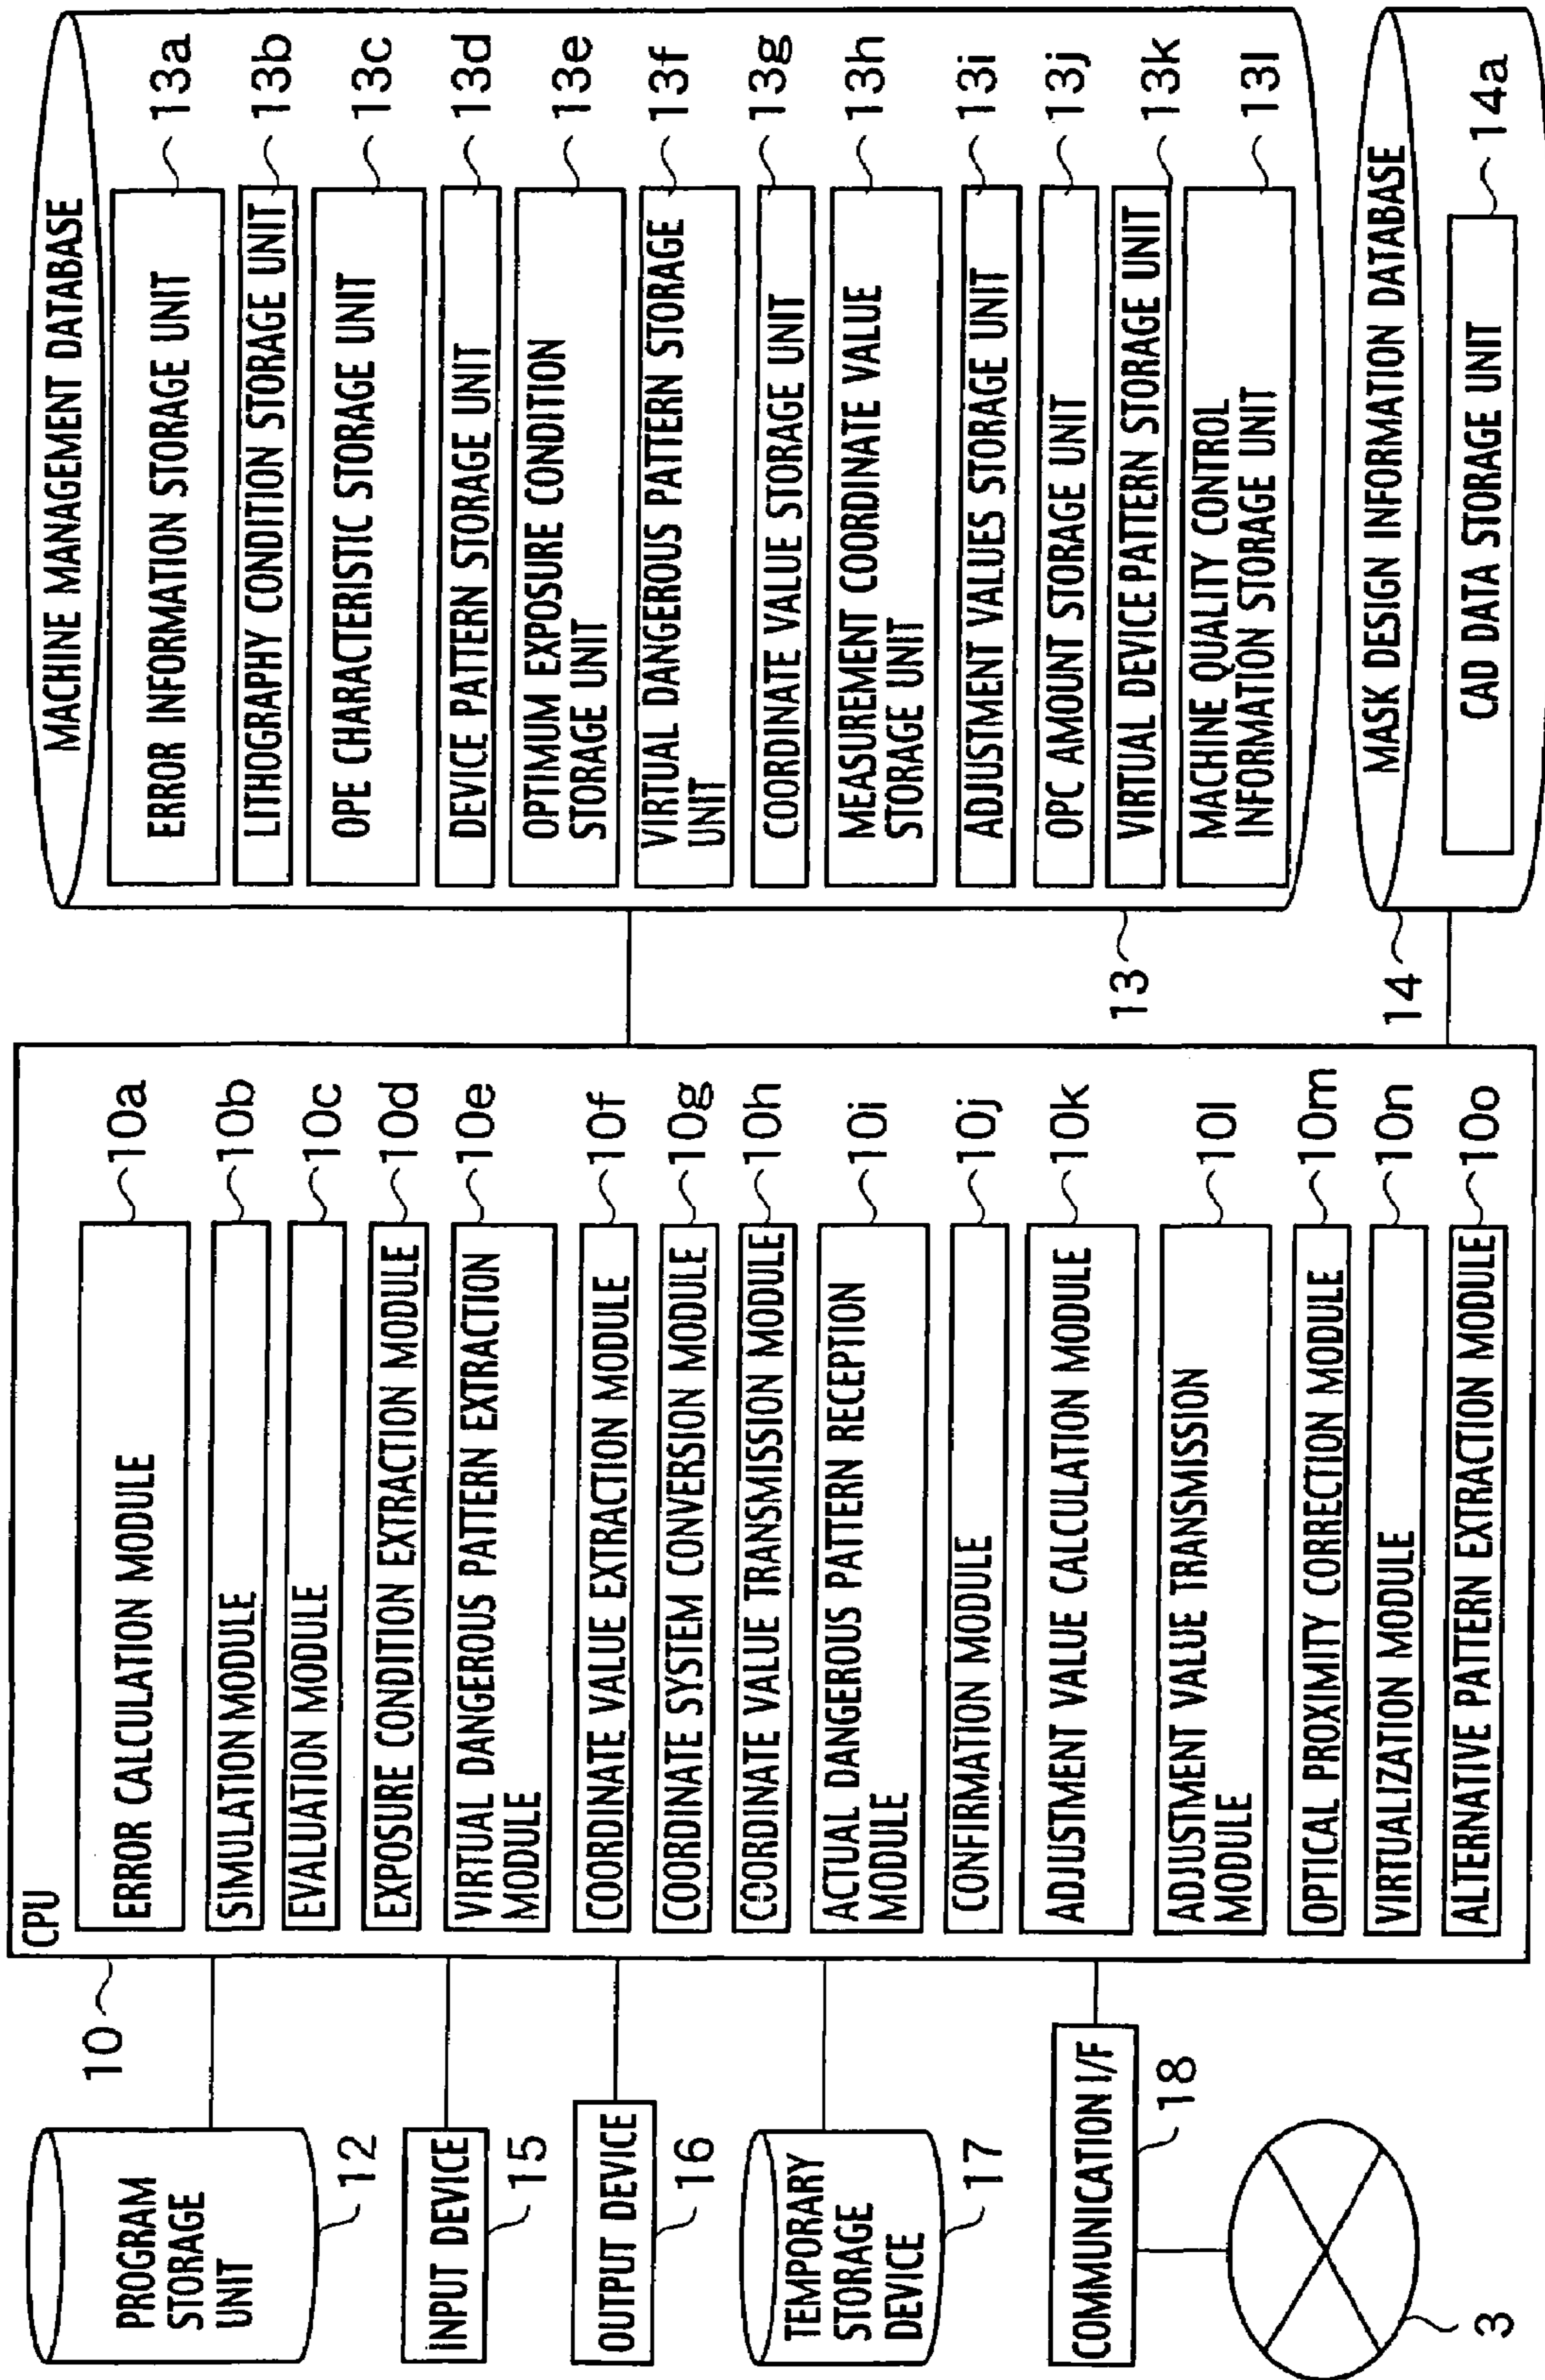 PROGRAM
STORAGE
UNIT
12
INPUT DEVICE
15
OUTPUT DEVICE
16
TEMPORARY
STORAGE
DEVICE
17
COMMUNICATION I/F
18
3
10
CPU
ERROR CALCULATION MODULE
10a
SIMULATION MODULE
10b
EVALUATION MODULE
10c
EXPOSURE CONDITION EXTRACTION MODULE
10d
VIRTUAL DANGEROUS PATTERN EXTRACTION
MODULE
10e
COORDINATE VALUE EXTRACTION MODULE
10f
COORDINATE SYSTEM CONVERSION MODULE
10g
COORDINATE VALUE TRANSMISSION MODULE
10h
ACTUAL DANGEROUS PATTERN RECEPTION
MODULE
10i
CONFIRMATION MODULE
10j
ADJUSTMENT VALUE CALCULATION MODULE
10k
ADJUSTMENT VALUE TRANSMISSION
MODULE
10l
OPTICAL PROXIMITY CORRECTION MODULE
10m
VIRTUALIZATION MODULE
10n
ALTERNATIVE PATTERN EXTRACTION MODULE
10o
MACHINE MANAGEMENT DATABASE
ERROR INFORMATION STORAGE UNIT
13a
LITHOGRAPHY CONDITION STORAGE UNIT
13b
OPE CHARACTERISTIC STORAGE UNIT
13c
DEVICE PATTERN STORAGE UNIT
13d
OPTIMUM EXPOSURE CONDITION
STORAGE UNIT
13e
VIRTUAL DANGEROUS PATTERN STORAGE
UNIT
13f
COORDINATE VALUE STORAGE UNIT
13g
MEASUREMENT COORDINATE VALUE
STORAGE UNIT
13h
ADJUSTMENT VALUES STORAGE UNIT
13i
OPC AMOUNT STORAGE UNIT
13j
VIRTUAL DEVICE PATTERN STORAGE UNIT
13k
MACHINE QUALITY CONTROL
INFORMATION STORAGE UNIT
13l
13
MASK DESIGN INFORMATION DATABASE
CAD DATA STORAGE UNIT
14a
14